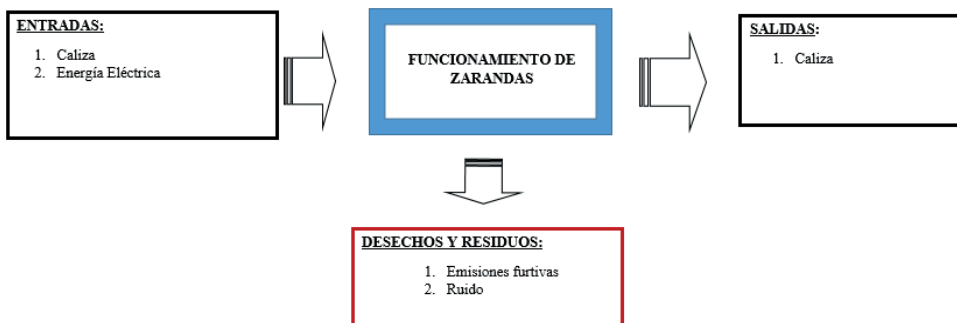 ENTRADAS:
1. Caliza
2. Energía Eléctrica
FUNCIONAMIENTO DE
ZARANDAS
SALIDAS:
1. Caliza
DESECHOS Y RESIDUOS:
1. Emisiones furtivas
2. Ruido